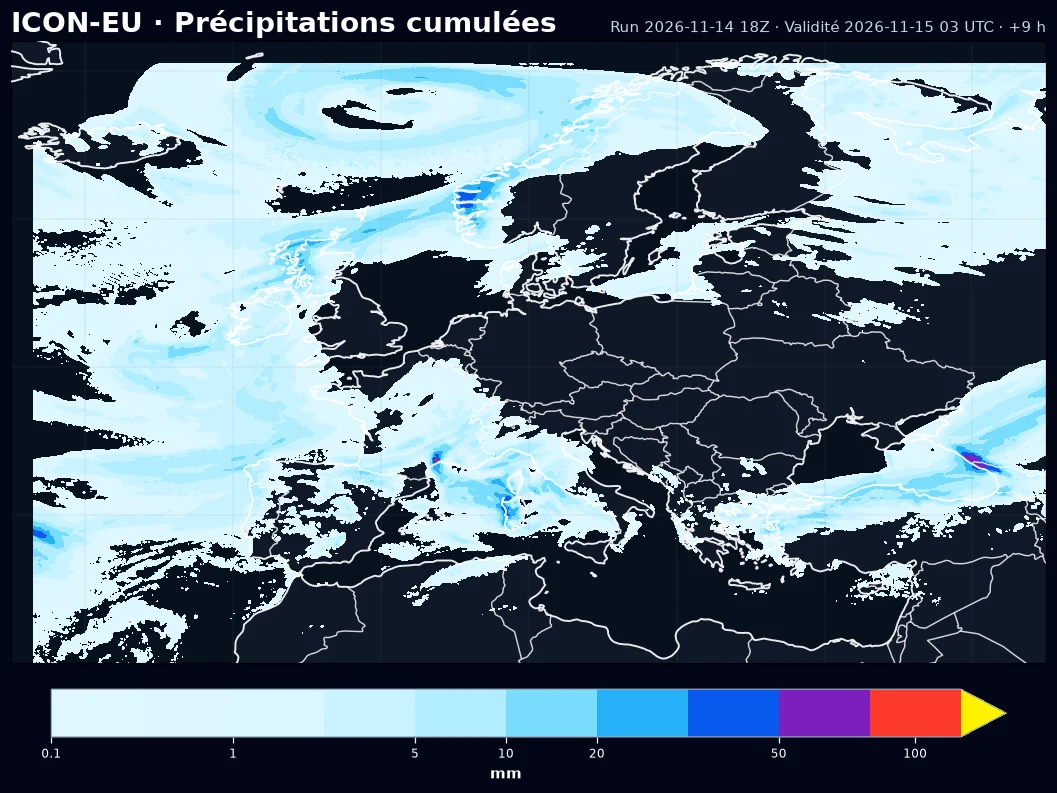 ICON-EU · Précipitations cumulées
Run 2026-11-14 18Z · Validité 2026-11-15 03 UTC · +9 h
0.1 1 5 10 20 50 100
mm